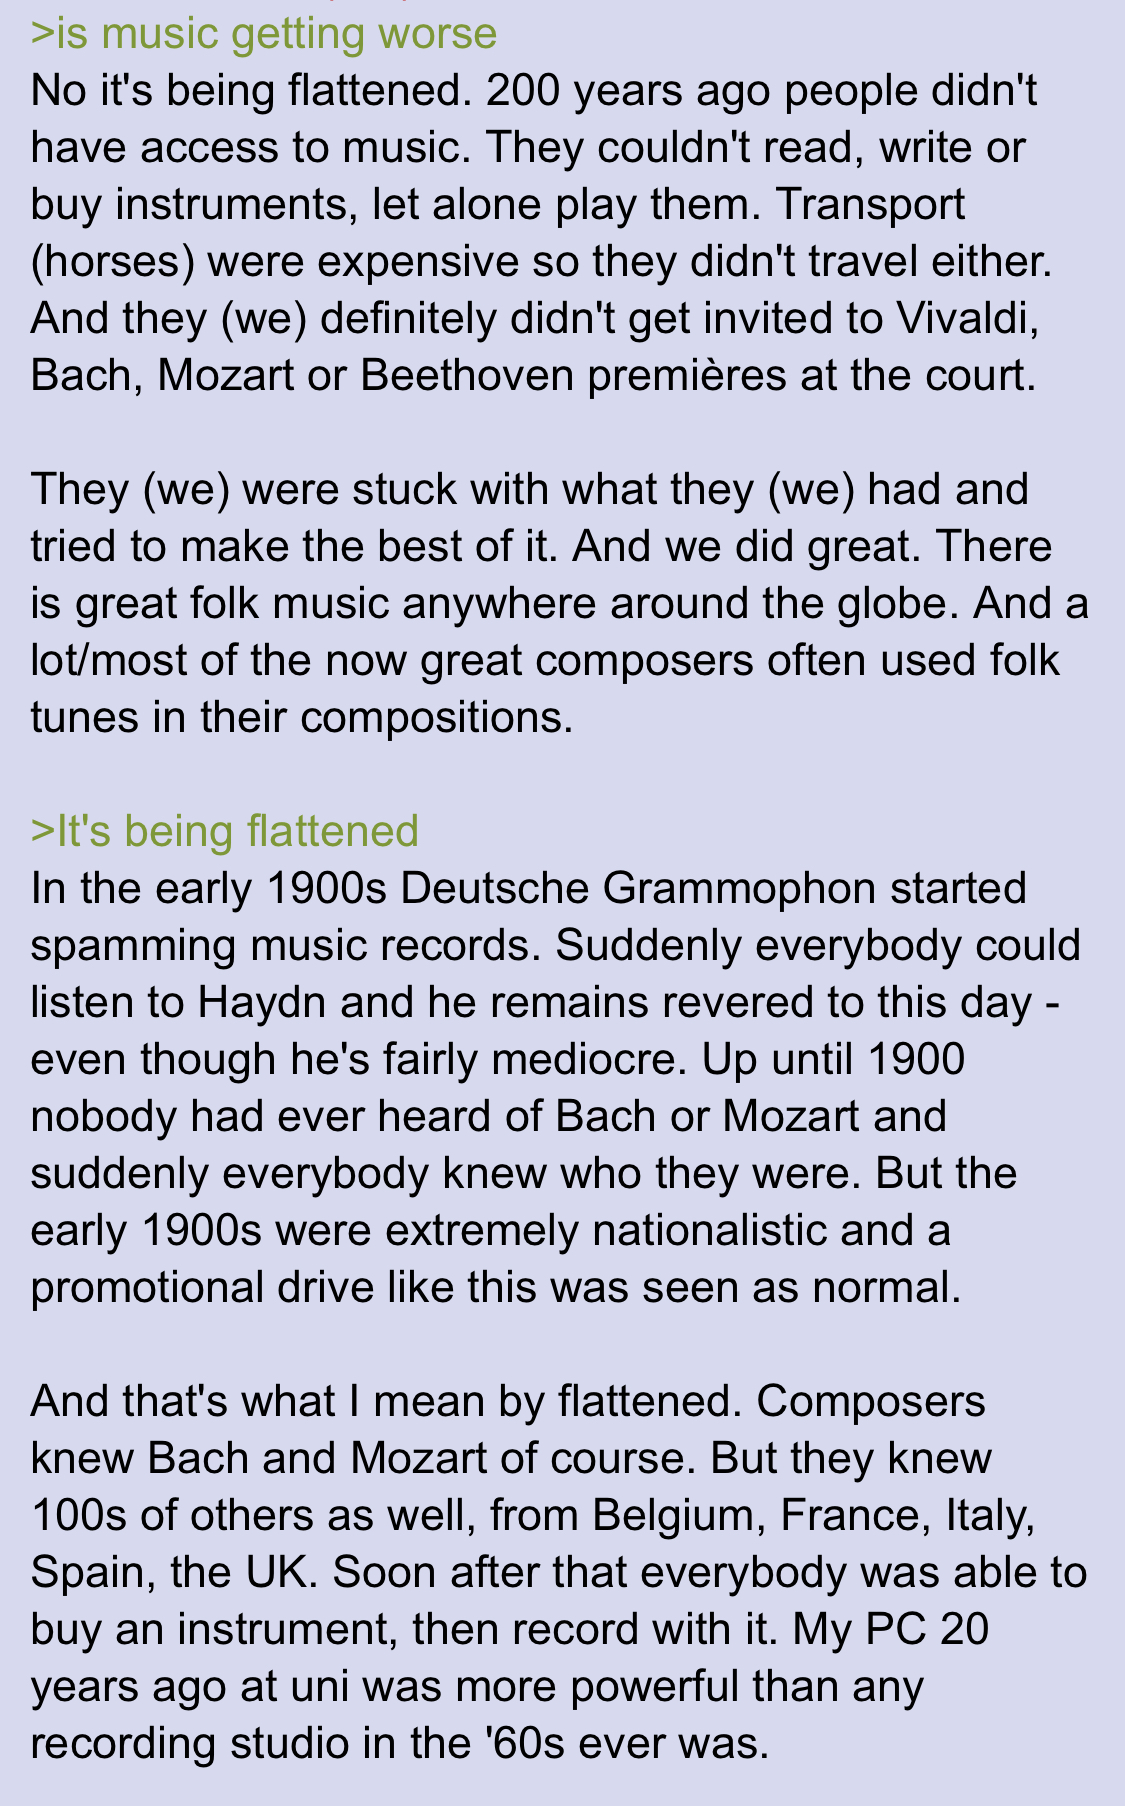 >is music getting worse
No it's being flattened. 200 years ago people didn't
have access to music. They couldn't read, write or
buy instruments, let alone play them. Transport
(horses) were expensive so they didn't travel either.
And they (we) definitely didn't get invited to Vivaldi,
Bach, Mozart or Beethoven premières at the court.

They (we) were stuck with what they (we) had and
tried to make the best of it. And we did great. There
is great folk music anywhere around the globe. And a
lot/most of the now great composers often used folk
tunes in their compositions.

>It's being flattened
In the early 1900s Deutsche Grammophon started
spamming music records. Suddenly everybody could
listen to Haydn and he remains revered to this day -
even though he's fairly mediocre. Up until 1900
nobody had ever heard of Bach or Mozart and
suddenly everybody knew who they were. But the
early 1900s were extremely nationalistic and a
promotional drive like this was seen as normal.

And that's what I mean by flattened. Composers
knew Bach and Mozart of course. But they knew
100s of others as well, from Belgium, France, Italy,
Spain, the UK. Soon after that everybody was able to
buy an instrument, then record with it. My PC 20
years ago at uni was more powerful than any
recording studio in the '60s ever was.